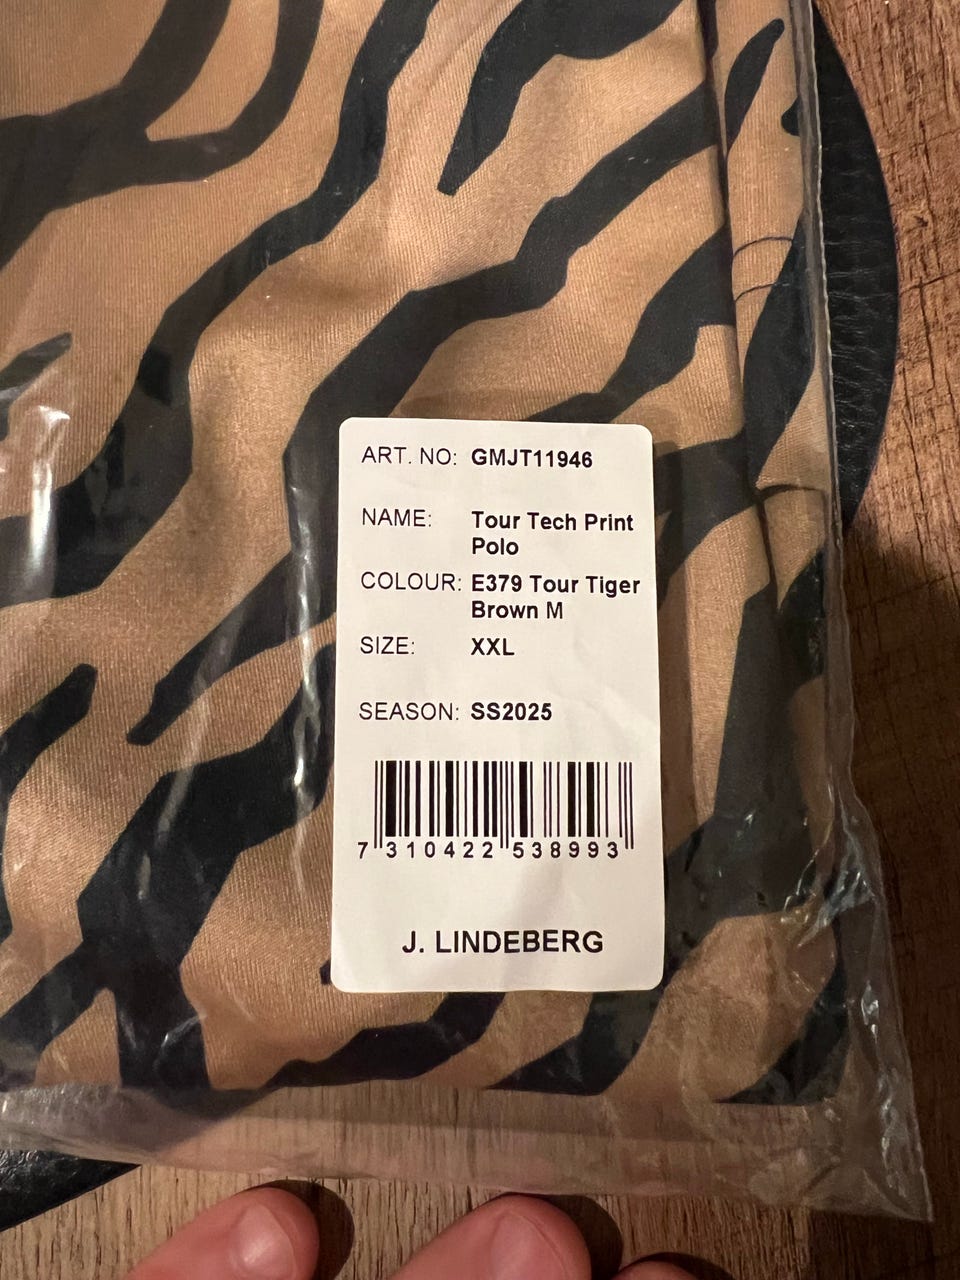 ART. NO: GMJT11946
NAME: Tour Tech Print
Polo
COLOUR: E379 Tour Tiger
Brown M
SIZE: XXL
SEASON: SS2025
7 310422 538993
J. LINDEBERG